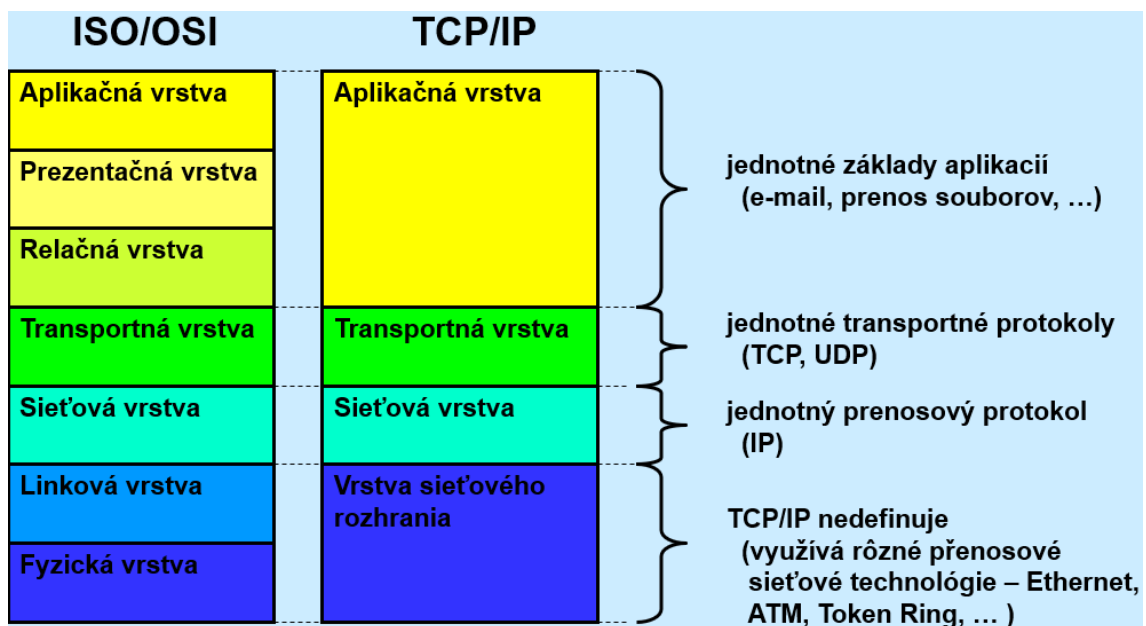 ISO/OSI
TCP/IP
Aplikačná vrstva
Prezentačná vrstva
Relačná vrstva
Transportná vrstva
Sieťová vrstva
Linková vrstva
Fyzická vrstva
Aplikačná vrstva
Transportná vrstva
Sieťová vrstva
Vrstva sieťového
rozhrania
jednotné základy aplikacií
(e-mail, prenos souborov, …)
jednotné transportné protokoly
(TCP, UDP)
jednotný prenosový protokol
(IP)
TCP/IP nedefinuje
(využívá rôzné přenosové
sieťové technológie – Ethernet,
ATM, Token Ring, … )